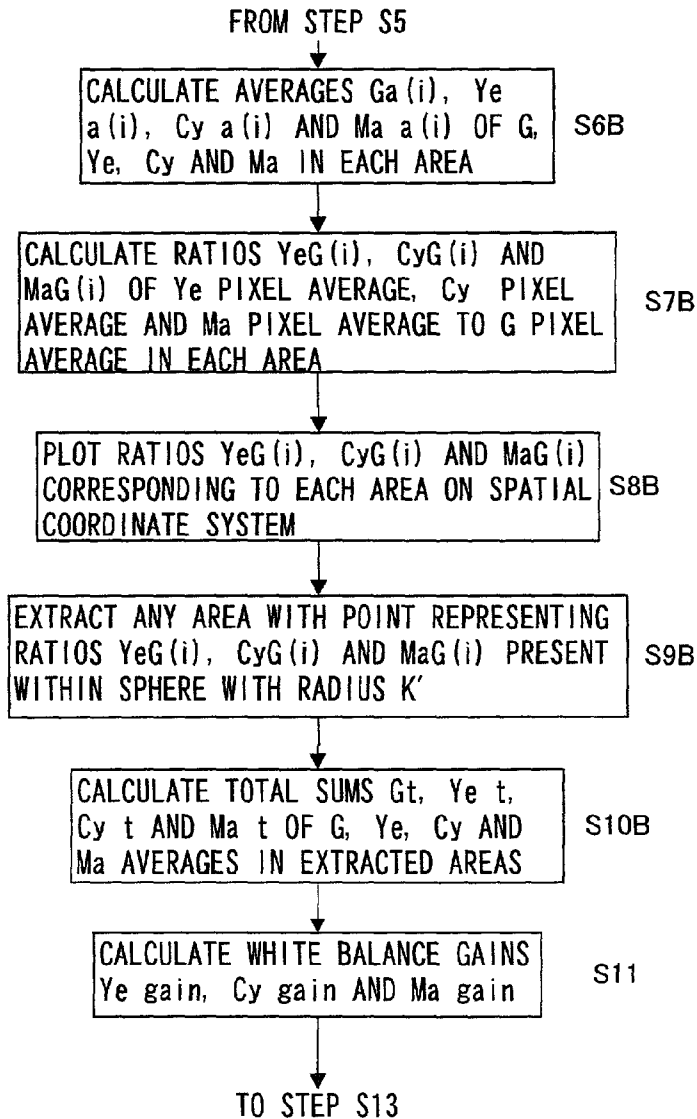 FROM STEP S5
CALCULATE AVERAGES Ga(i), Ye
a(i), Cy a(i) AND Ma a(i) OF G,
Ye, Cy AND Ma IN EACH AREA
S6B
CALCULATE RATIOS YeG(i), CyG(i) AND
MaG(i) OF Ye PIXEL AVERAGE, Cy PIXEL
AVERAGE AND Ma PIXEL AVERAGE TO G PIXEL
AVERAGE IN EACH AREA
S7B
PLOT RATIOS YeG(i), CyG(i) AND MaG(i)
CORRESPONDING TO EACH AREA ON SPATIAL
COORDINATE SYSTEM
S8B
EXTRACT ANY AREA WITH POINT REPRESENTING
RATIOS YeG(i), CyG(i) AND MaG(i) PRESENT
WITHIN SPHERE WITH RADIUS K'
S9B
CALCULATE TOTAL SUMS Gt, Ye t,
Cy t AND Ma t OF G, Ye, Cy AND
Ma AVERAGES IN EXTRACTED AREAS
S10B
CALCULATE WHITE BALANCE GAINS
Ye gain, Cy gain AND Ma gain
S11
TO STEP S13